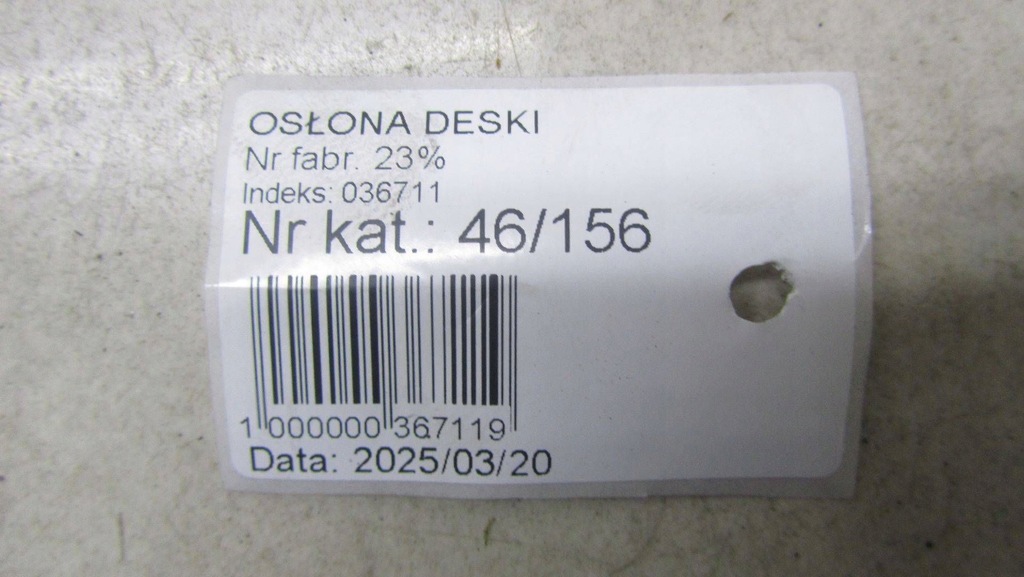 OSŁONA DESKI
Nr fabr. 23%
Indeks: 036711
Nr kat.: 46/156
1 000000 367119
Data: 2025/03/20